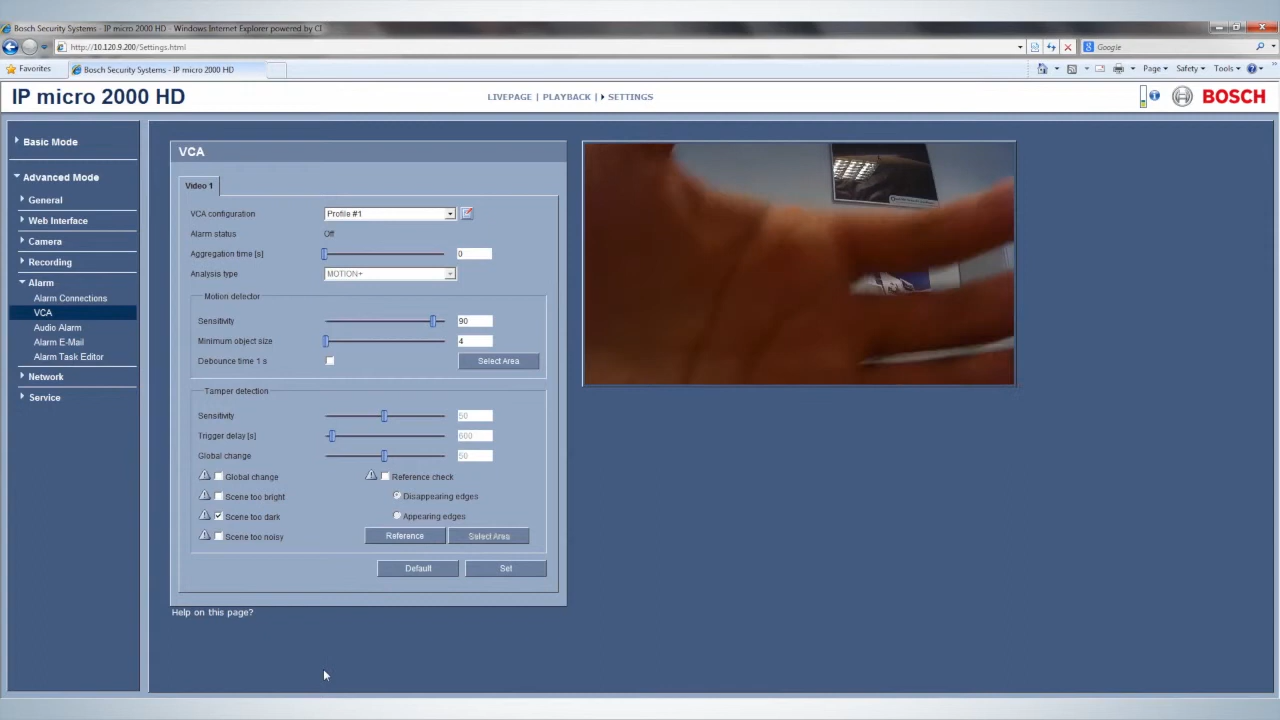 Bosch Security Systems - IP micro 2000 HD - Windows Internet Explorer powered by CI
http://10.120.9.200/Settings.html
Google
Favorites
Bosch Security Systems - IP micro 2000 HD
Page
Safety
Tools
IP micro 2000 HD
LIVEPAGE | PLAYBACK | SETTINGS
BOSCH
Basic Mode
Advanced Mode
General
Web Interface
Camera
Recording
Alarm
Alarm Connections
VCA
Audio Alarm
Alarm E-Mail
Alarm Task Editor
Network
Service
VCA
Video 1
VCA configuration
Profile #1
Alarm status
Off
Aggregation time [s]
0
Analysis type
MOTION+
Motion detector
Sensitivity
90
Minimum object size
4
Debounce time 1 s
Select Area
Tamper detection
Sensitivity
50
Trigger delay [s]
600
Global change
50
Global change
Reference check
Scene too bright
Disappearing edges
Scene too dark
Appearing edges
Scene too noisy
Reference
Select Area
Default
Set
Help on this page?